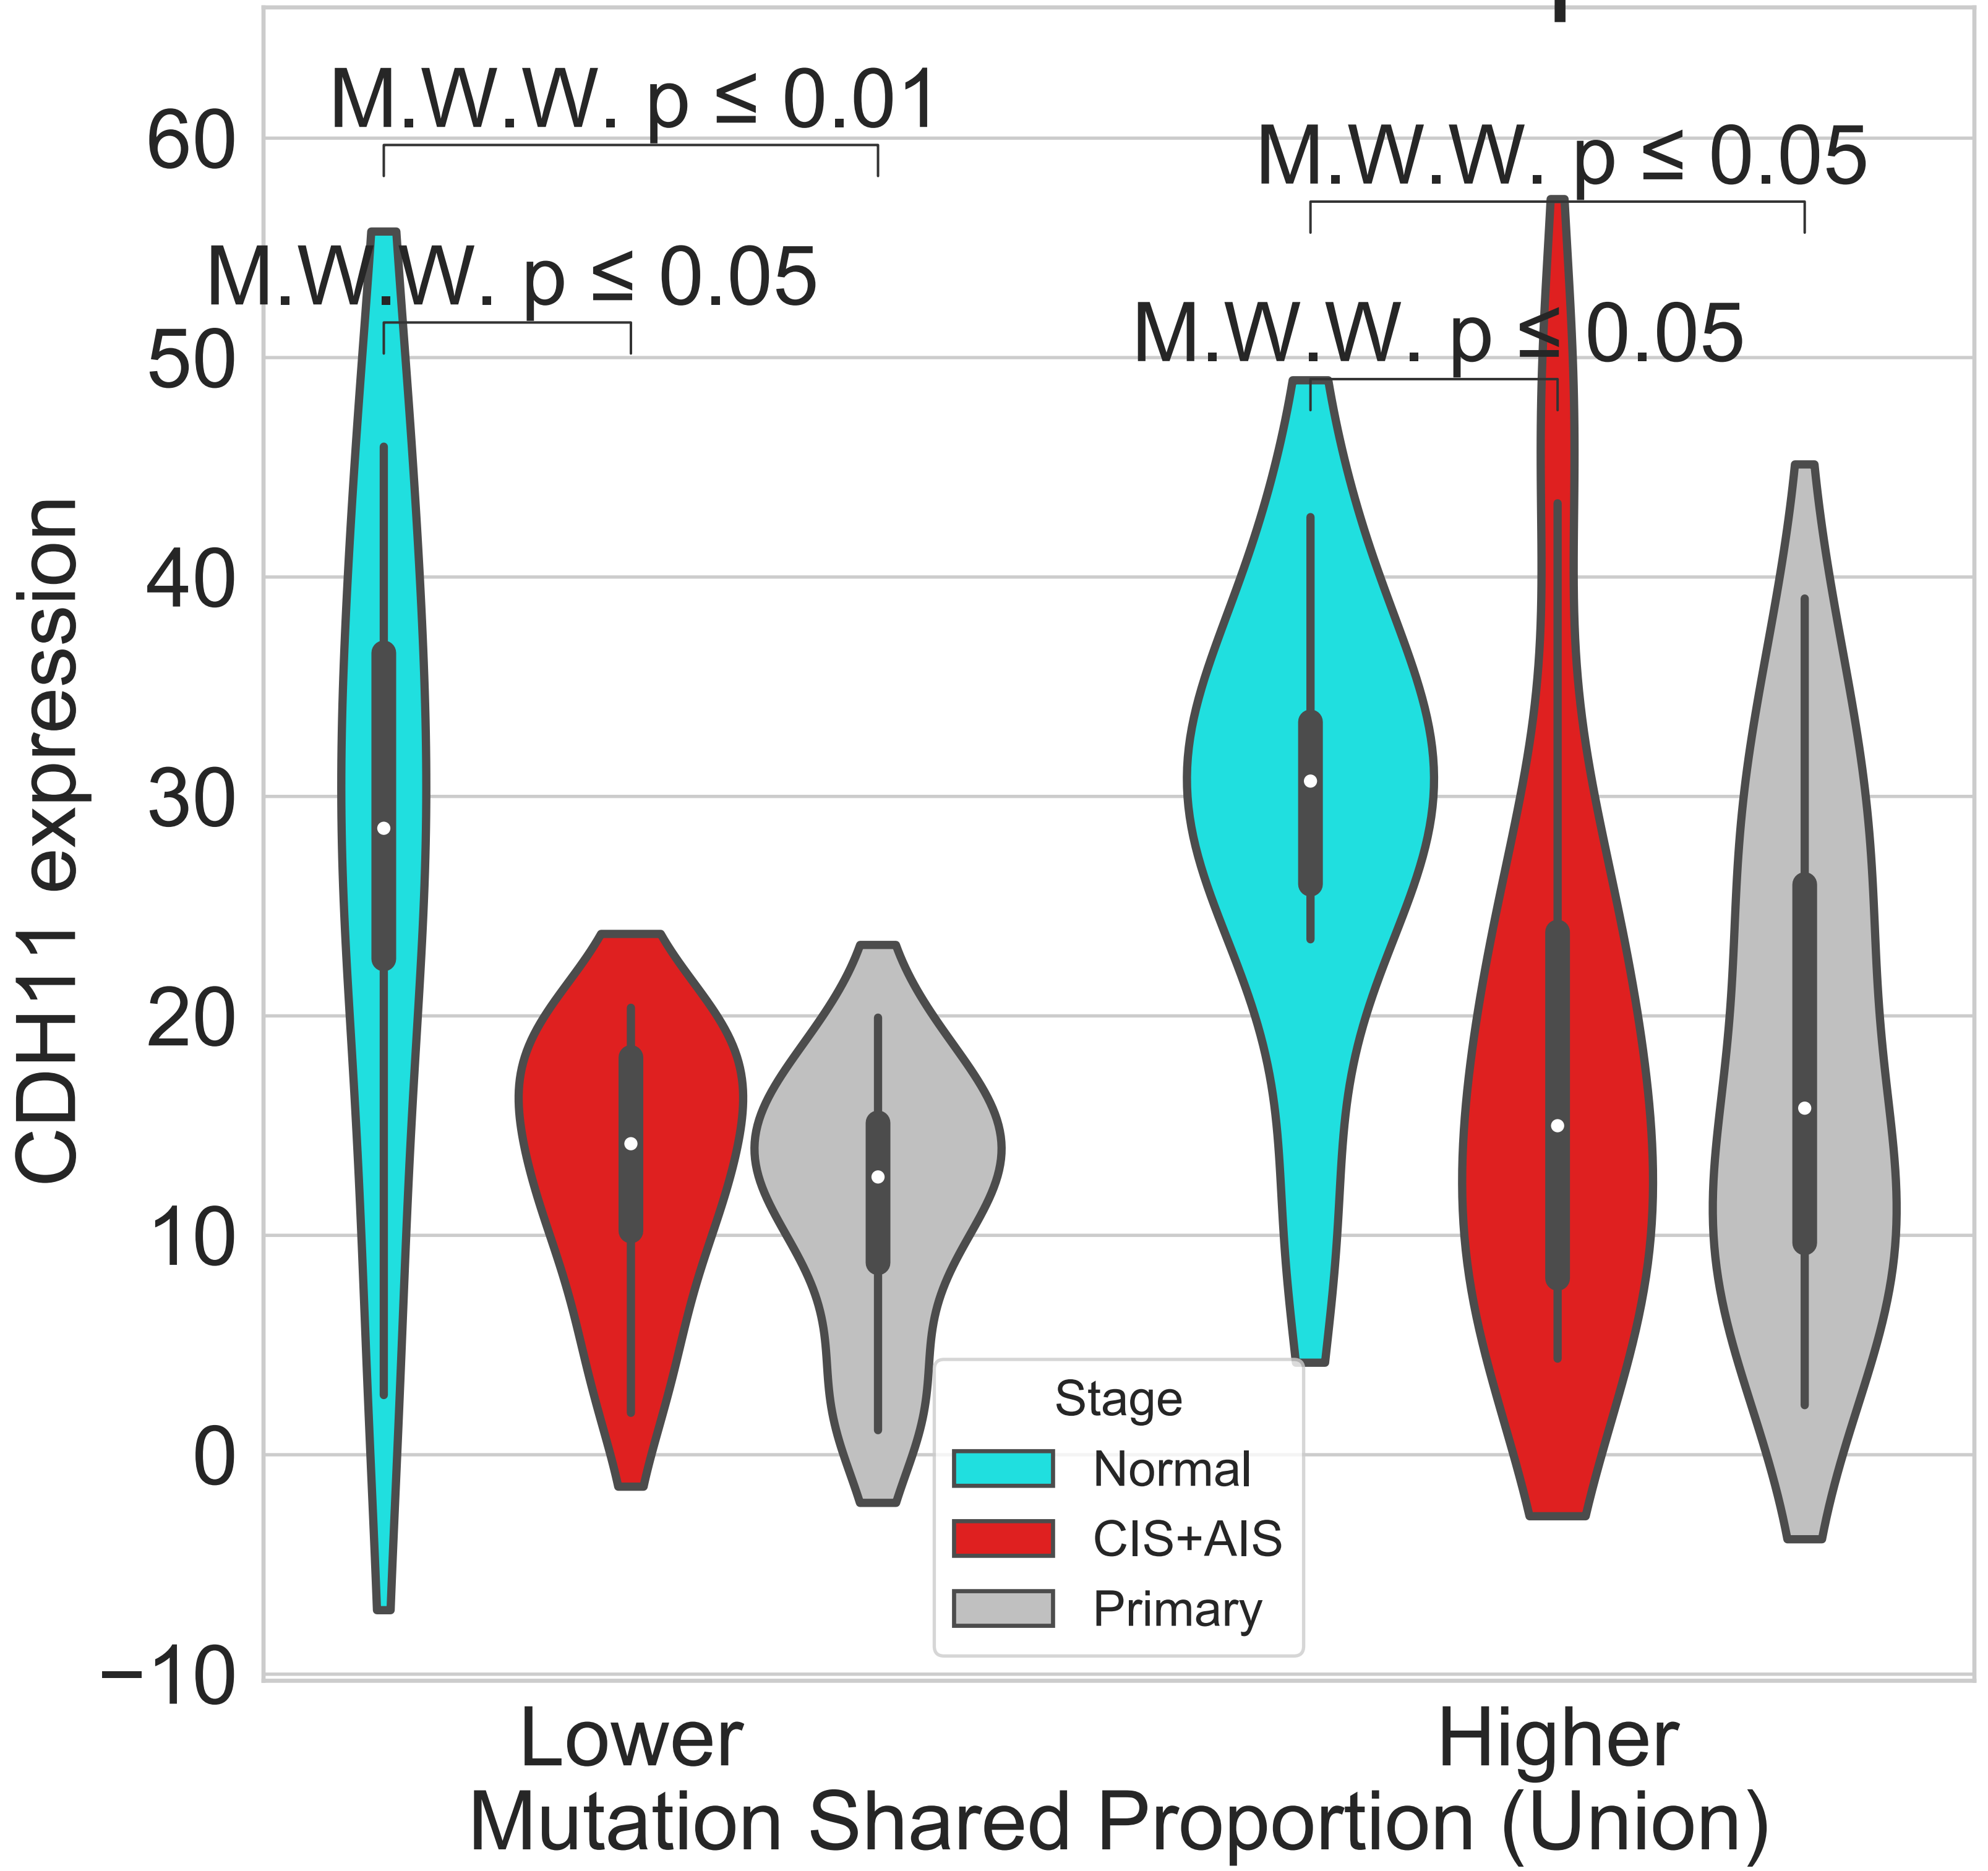 M.W.W. p ≤ 0.01
M.W.W. p ≤ 0.05
M.W.W. p ≤ 0.05
M.W.W. p ≤ 0.05
CDH11 expression
60
50
40
30
20
10
0
−10
Stage
Normal
CIS+AIS
Primary
Lower
Higher
Mutation Shared Proportion (Union)